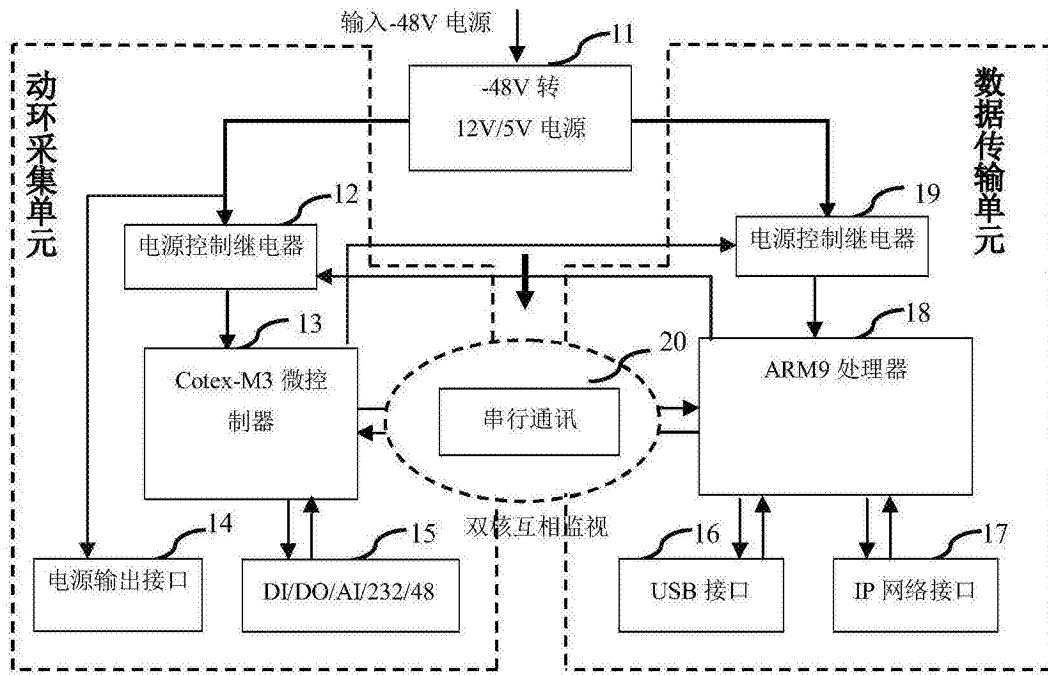 输入-48V 电源
11
-48V 转
12V/5V 电源
动环采集单元
数据传输单元
12
电源控制继电器
19
电源控制继电器
13
Cotex-M3 微控
制器
20
串行通讯
18
ARM9 处理器
双核互相监视
14
电源输出接口
15
DI/DO/AI/232/48
16
USB 接口
17
IP 网络接口